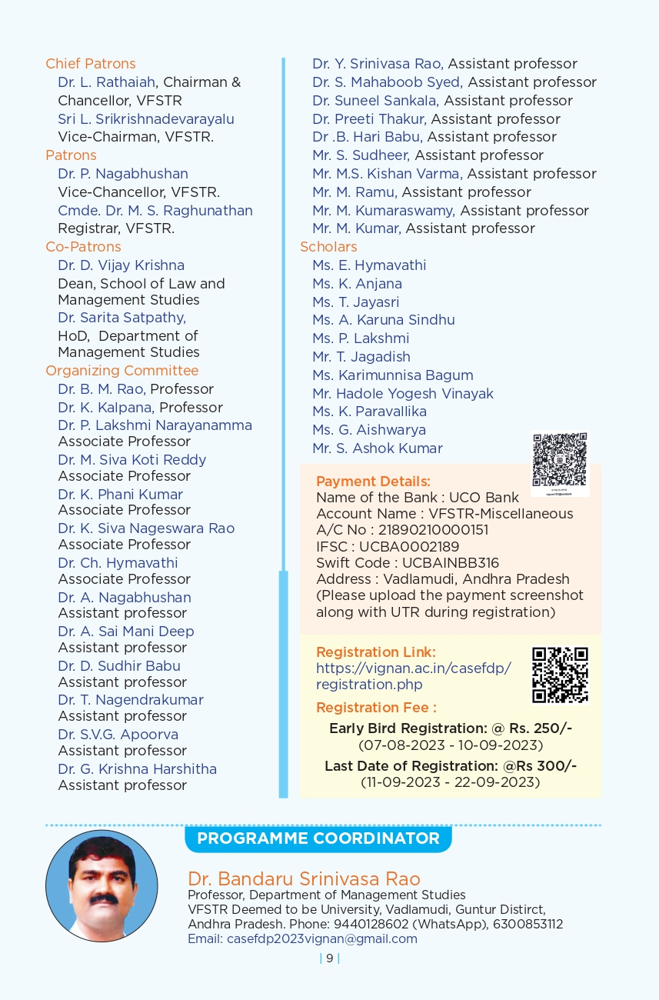 Chief Patrons
Dr. L. Rathaiah, Chairman &
Chancellor, VFSTR
Sri L. Srikrishnadevarayalu
Vice-Chairman, VFSTR.
Patrons
Dr. P. Nagabhushan
Vice-Chancellor, VFSTR.
Cmde. Dr. M. S. Raghunathan
Registrar, VFSTR.
Co-Patrons
Dr. D. Vijay Krishna
Dean, School of Law and
Management Studies
Dr. Sarita Satpathy,
HoD, Department of
Management Studies
Organizing Committee
Dr. B. M. Rao, Professor
Dr. K. Kalpana, Professor
Dr. P. Lakshmi Narayanamma
Associate Professor
Dr. M. Siva Koti Reddy
Associate Professor
Dr. K. Phani Kumar
Associate Professor
Dr. K. Siva Nageswara Rao
Associate Professor
Dr. Ch. Hymavathi
Associate Professor
Dr. A. Nagabhushan
Assistant professor
Dr. A. Sai Mani Deep
Assistant professor
Dr. D. Sudhir Babu
Assistant professor
Dr. T. Nagendrakumar
Assistant professor
Dr. S.V.G. Apoorva
Assistant professor
Dr. G. Krishna Harshitha
Assistant professor
Dr. Y. Srinivasa Rao, Assistant professor
Dr. S. Mahaboob Syed, Assistant professor
Dr. Suneel Sankala, Assistant professor
Dr. Preeti Thakur, Assistant professor
Dr .B. Hari Babu, Assistant professor
Mr. S. Sudheer, Assistant professor
Mr. M.S. Kishan Varma, Assistant professor
Mr. M. Ramu, Assistant professor
Mr. M. Kumaraswamy, Assistant professor
Mr. M. Kumar, Assistant professor
Scholars
Ms. E. Hymavathi
Ms. K. Anjana
Ms. T. Jayasri
Ms. A. Karuna Sindhu
Ms. P. Lakshmi
Mr. T. Jagadish
Ms. Karimunnisa Bagum
Mr. Hadole Yogesh Vinayak
Ms. K. Paravallika
Ms. G. Aishwarya
Mr. S. Ashok Kumar
Payment Details:
Name of the Bank : UCO Bank
Account Name : VFSTR-Miscellaneous
A/C No : 21890210000151
IFSC : UCBA0002189
Swift Code : UCBAINBB316
Address : Vadlamudi, Andhra Pradesh
(Please upload the payment screenshot
along with UTR during registration)
Registration Link:
https://vignan.ac.in/casefdp/
registration.php
Registration Fee :
Early Bird Registration: @ Rs. 250/-
(07-08-2023 - 10-09-2023)
Last Date of Registration: @Rs 300/-
(11-09-2023 - 22-09-2023)
PROGRAMME COORDINATOR
Dr. Bandaru Srinivasa Rao
Professor, Department of Management Studies
VFSTR Deemed to be University, Vadlamudi, Guntur Distirct,
Andhra Pradesh. Phone: 9440128602 (WhatsApp), 6300853112
Email: casefdp2023vignan@gmail.com
| 9 |